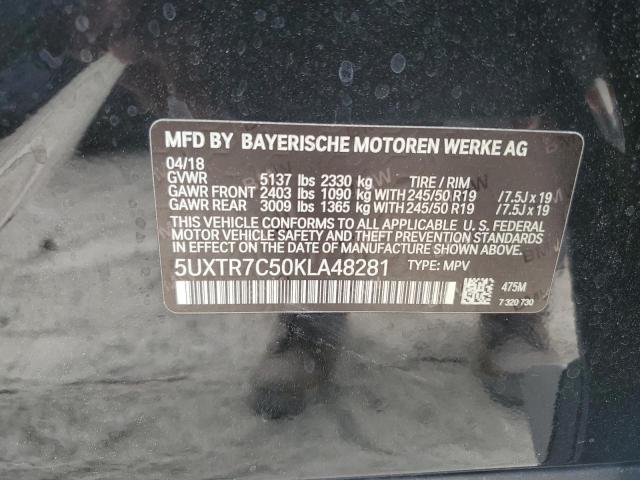 MFD BY BAYERISCHE MOTOREN WERKE AG
04/18
GVWR 5137 lbs 2330 kg TIRE / RIM
GAWR FRONT 2403 lbs 1090 kg WITH 245/50 R19 / 7.5J x 19
GAWR REAR 3009 lbs 1365 kg WITH 245/50 R19 / 7.5J x 19
THIS VEHICLE CONFORMS TO ALL APPLICABLE U. S. FEDERAL
MOTOR VEHICLE SAFETY AND THEFT PREVENTION STANDARDS
IN EFFECT ON THE DATE OF MANUFACTURE SHOWN ABOVE.
5UXTR7C50KLA48281 TYPE: MPV
475M
7 320 730